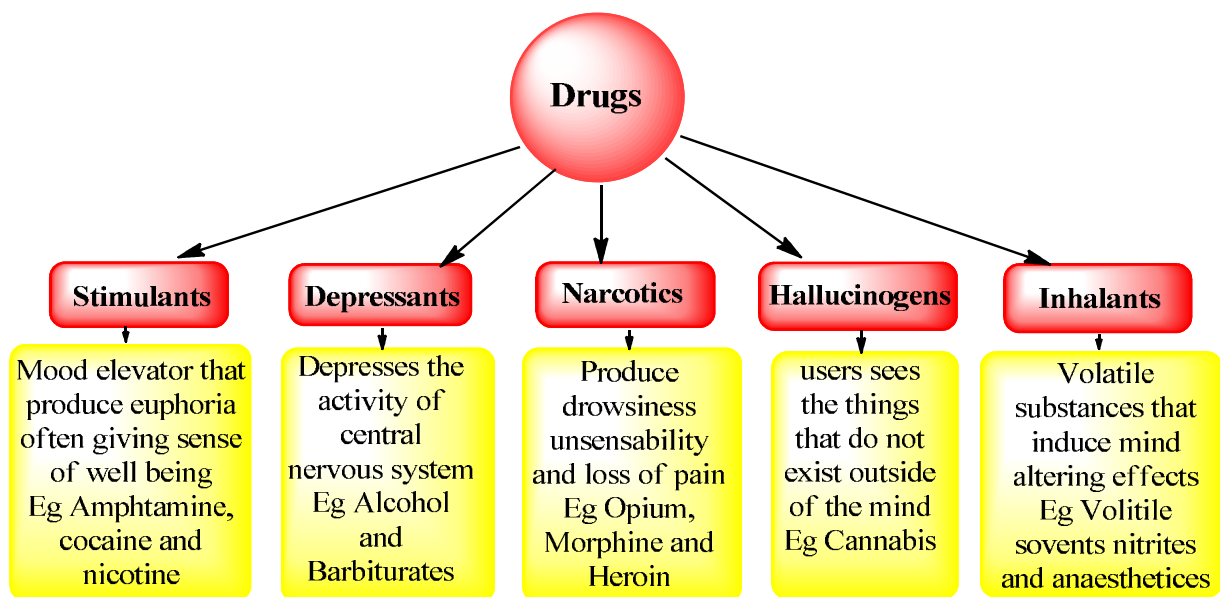 Drugs
Stimulants
Mood elevator that
produce euphoria
often giving sense
of well being
Eg Amphtamine,
cocaine and
nicotine
Depressants
Depresses the
activity of
central
nervous system
Eg Alcohol
and
Barbiturates
Narcotics
Produce
drowsiness
unsensability
and loss of pain
Eg Opium,
Morphine and
Heroin
Hallucinogens
users sees
the things
that do not
exist outside
of the mind
Eg Cannabis
Inhalants
Volatile
substances that
induce mind
altering effects
Eg Volitile
sovents nitrites
and anaesthetices